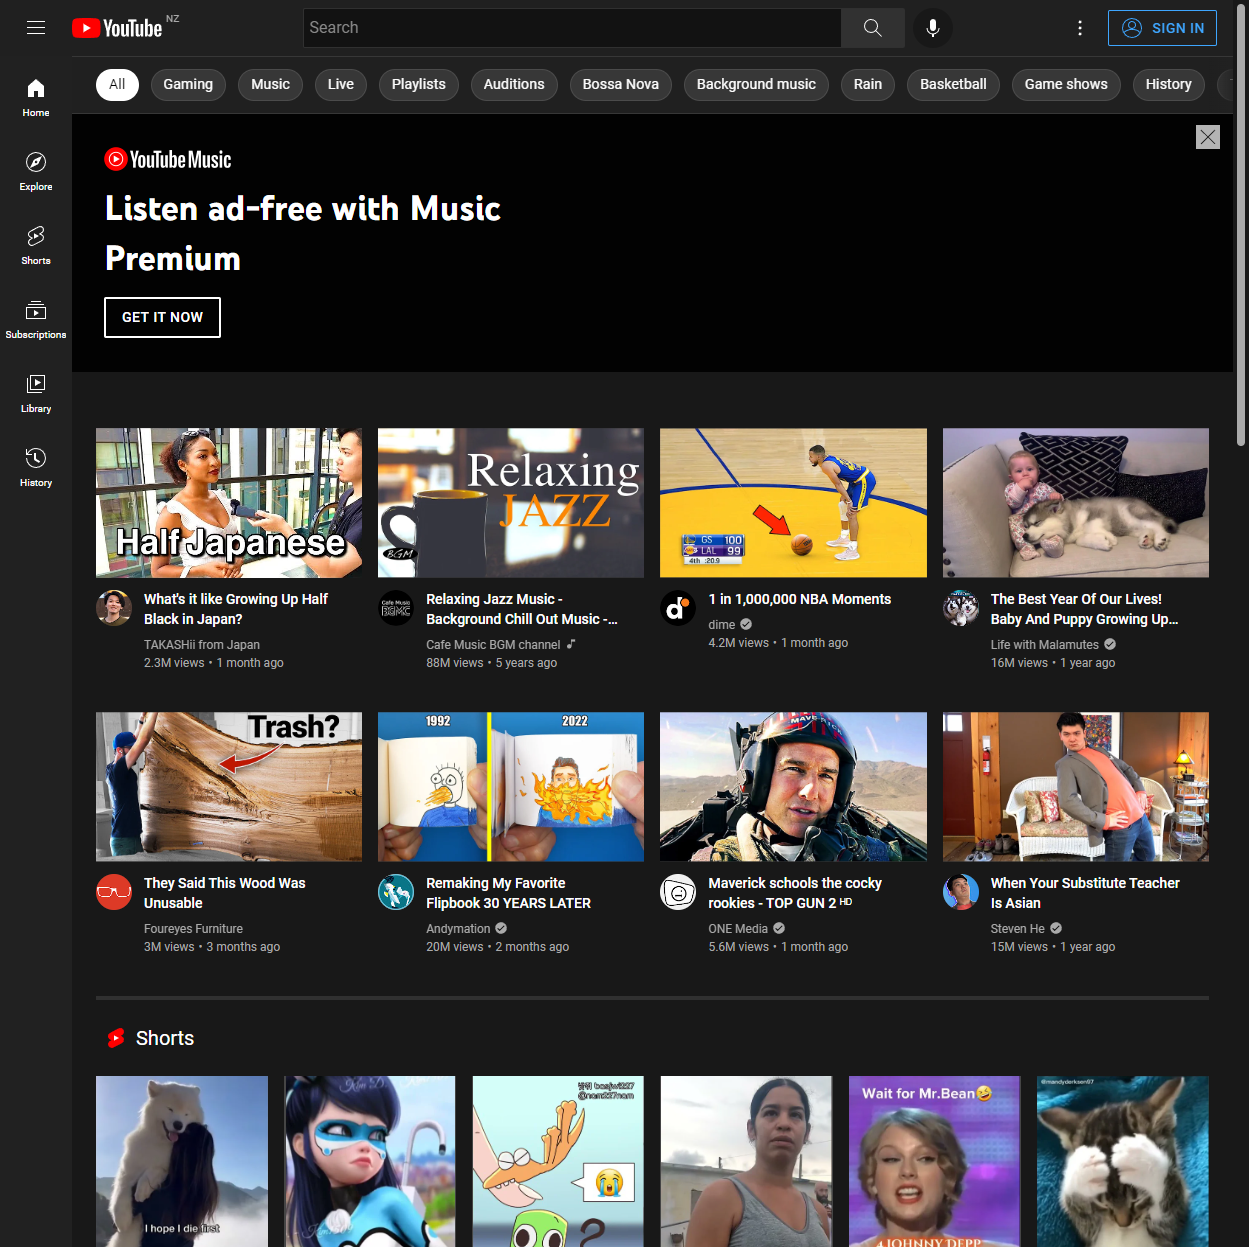 YouTube NZ
Search
SIGN IN
All
Gaming
Music
Live
Playlists
Auditions
Bossa Nova
Background music
Rain
Basketball
Game shows
History
Home
Explore
Shorts
Subscriptions
Library
History
YouTube Music
Listen ad-free with Music
Premium
GET IT NOW
Half Japanese
What's it like Growing Up Half
Black in Japan?
TAKASHii from Japan
2.3M views • 1 month ago
Relaxing
JAZZ
BGM
Cafe Music
BGMC
Relaxing Jazz Music -
Background Chill Out Music -...
Cafe Music BGM channel
88M views • 5 years ago
GS 100
LAL 99
4th :20.9
d
1 in 1,000,000 NBA Moments
dime
4.2M views • 1 month ago
The Best Year Of Our Lives!
Baby And Puppy Growing Up...
Life with Malamutes
16M views • 1 year ago
Trash?
They Said This Wood Was
Unusable
Foureyes Furniture
3M views • 3 months ago
1992
2022
Remaking My Favorite
Flipbook 30 YEARS LATER
Andymation
20M views • 2 months ago
MAVERICK
Maverick schools the cocky
rookies - TOP GUN 2 HD
ONE Media
5.6M views • 1 month ago
When Your Substitute Teacher
Is Asian
Steven He
15M views • 1 year ago
Shorts
I hope I die first
@nam227nam
?
Wait for Mr.Bean
JOHNNY DEPP
@mandyderksen97